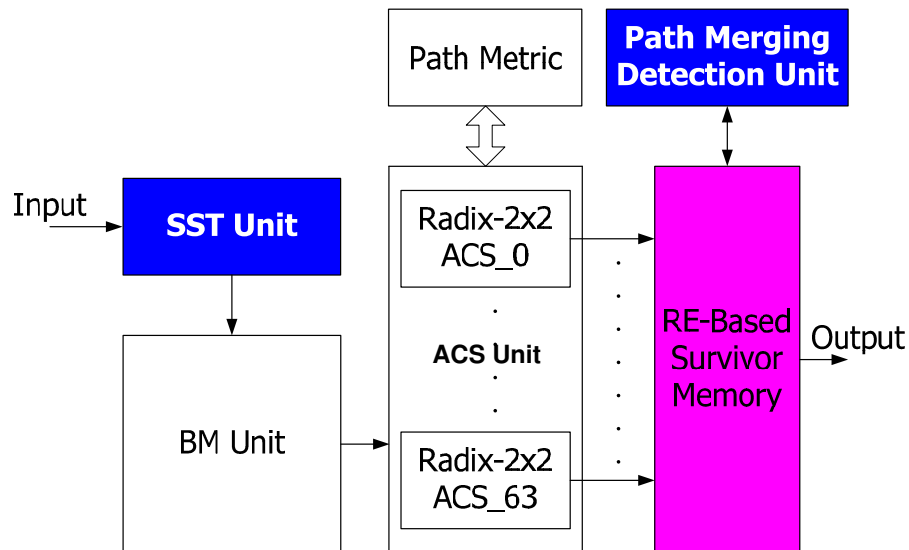 Path Metric
Path Merging
Detection Unit
Input
SST Unit
Radix-2x2
ACS_0
ACS Unit
RE-Based
Survivor
Memory
Output
BM Unit
Radix-2x2
ACS_63